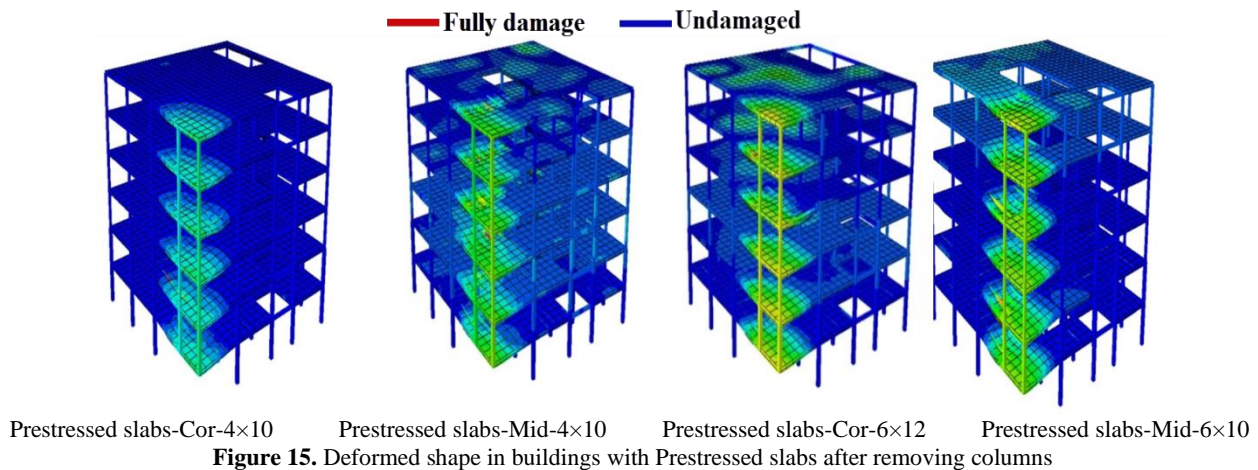 Fully damage Undamaged
Prestressed slabs-Cor-4×10 Prestressed slabs-Mid-4×10 Prestressed slabs-Cor-6×12 Prestressed slabs-Mid-6×10
Figure 15. Deformed shape in buildings with Prestressed slabs after removing columns